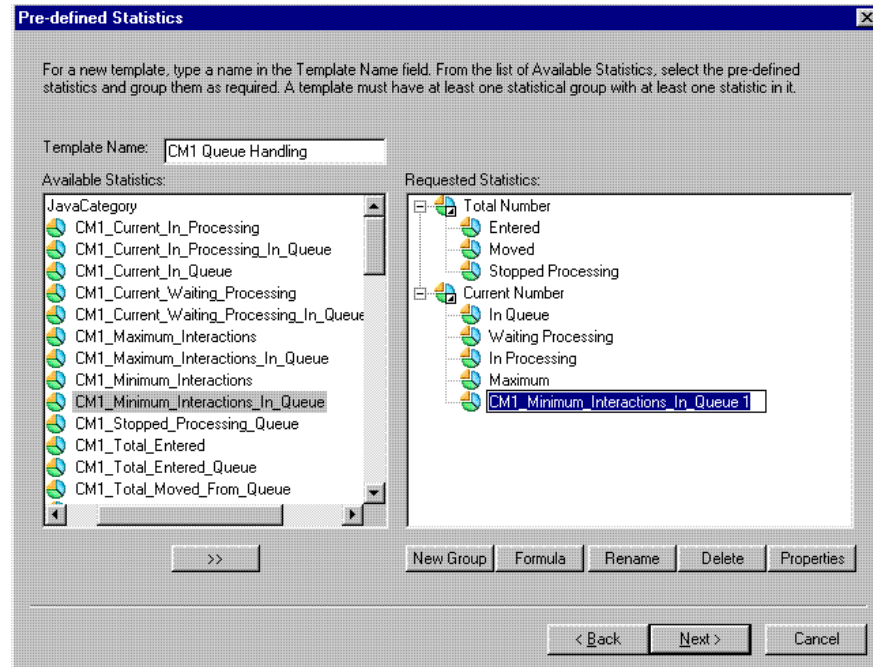 Pre-defined Statistics
For a new template, type a name in the Template Name field. From the list of Available Statistics, select the pre-defined
statistics and group them as required. A template must have at least one statistical group with at least one statistic in it.
Template Name: CM1 Queue Handling
Available Statistics:
JavaCategory
CM1_Current_In_Processing
CM1_Current_In_Processing_In_Queue
CM1_Current_In_Queue
CM1_Current_Waiting_Processing
CM1_Current_Waiting_Processing_In_Queue
CM1_Maximum_Interactions
CM1_Maximum_Interactions_In_Queue
CM1_Minimum_Interactions
CM1_Minimum_Interactions_In_Queue
CM1_Stopped_Processing_Queue
CM1_Total_Entered
CM1_Total_Entered_Queue
CM1_Total_Moved_From_Queue
>>
Requested Statistics:
Total Number
Entered
Moved
Stopped Processing
Current Number
In Queue
Waiting Processing
In Processing
Maximum
CM1_Minimum_Interactions_In_Queue 1
New Group Formula Rename Delete Properties
< Back Next > Cancel